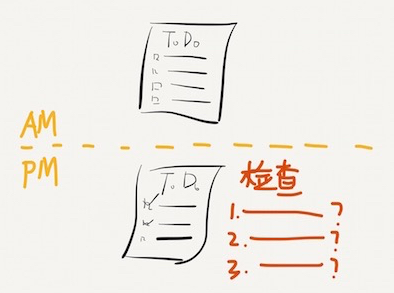 ToDo
AM
PM
ToDo
检查
1. ?
2. ?
3. ?